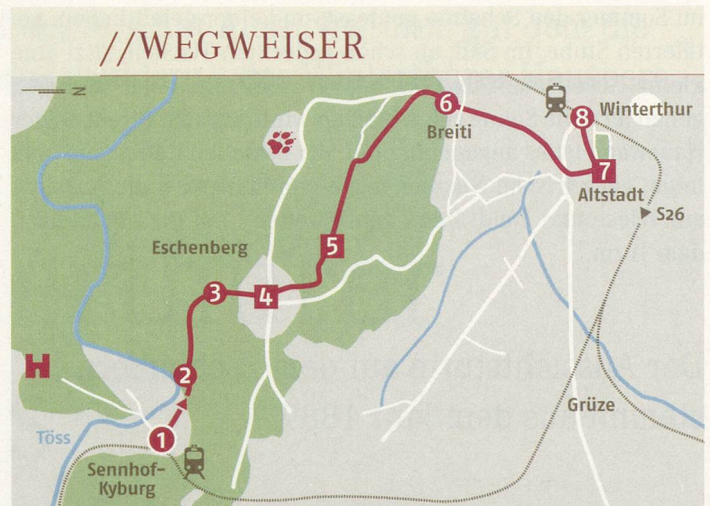 //WEGWEISER
N
6
8
Winterthur
Breiti
7
Altstadt
S26
5
Eschenberg
3
4
2
Grüze
1
Töss
Sennhof-
Kyburg